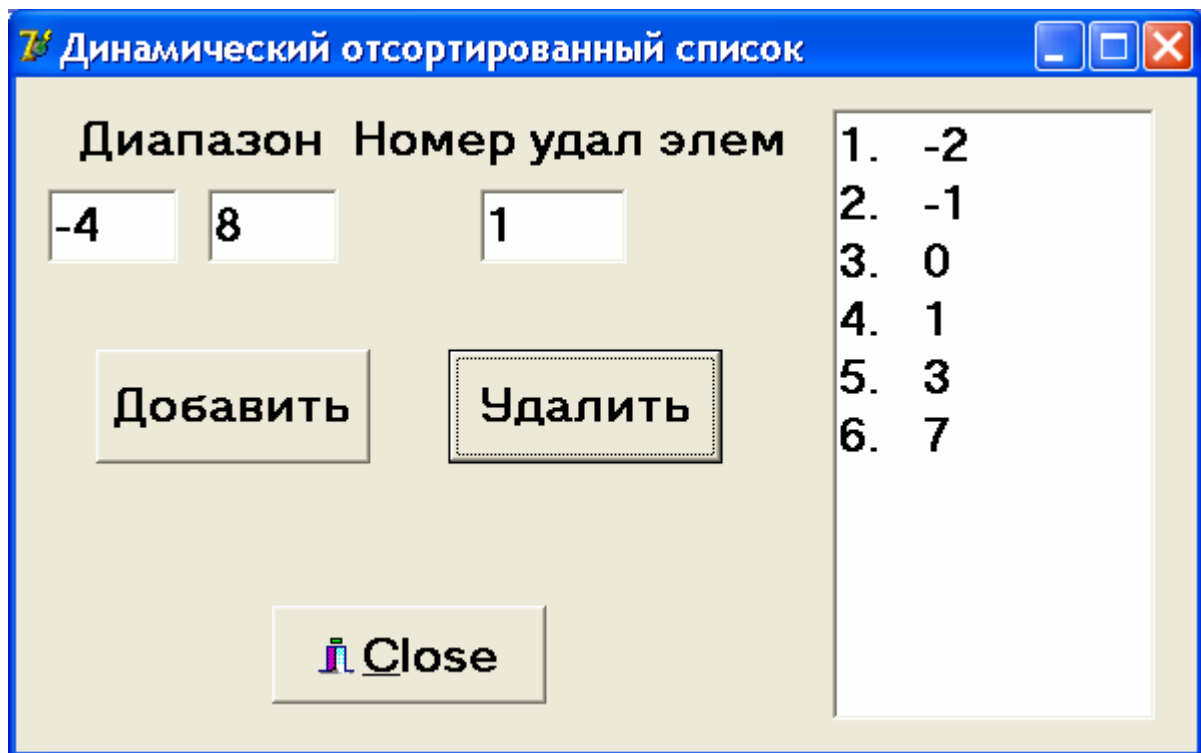 Динамический отсортированный список
Диапазон Номер удал элем
-4 8 1
Добавить Удалить
Close
1. -2
2. -1
3. 0
4. 1
5. 3
6. 7